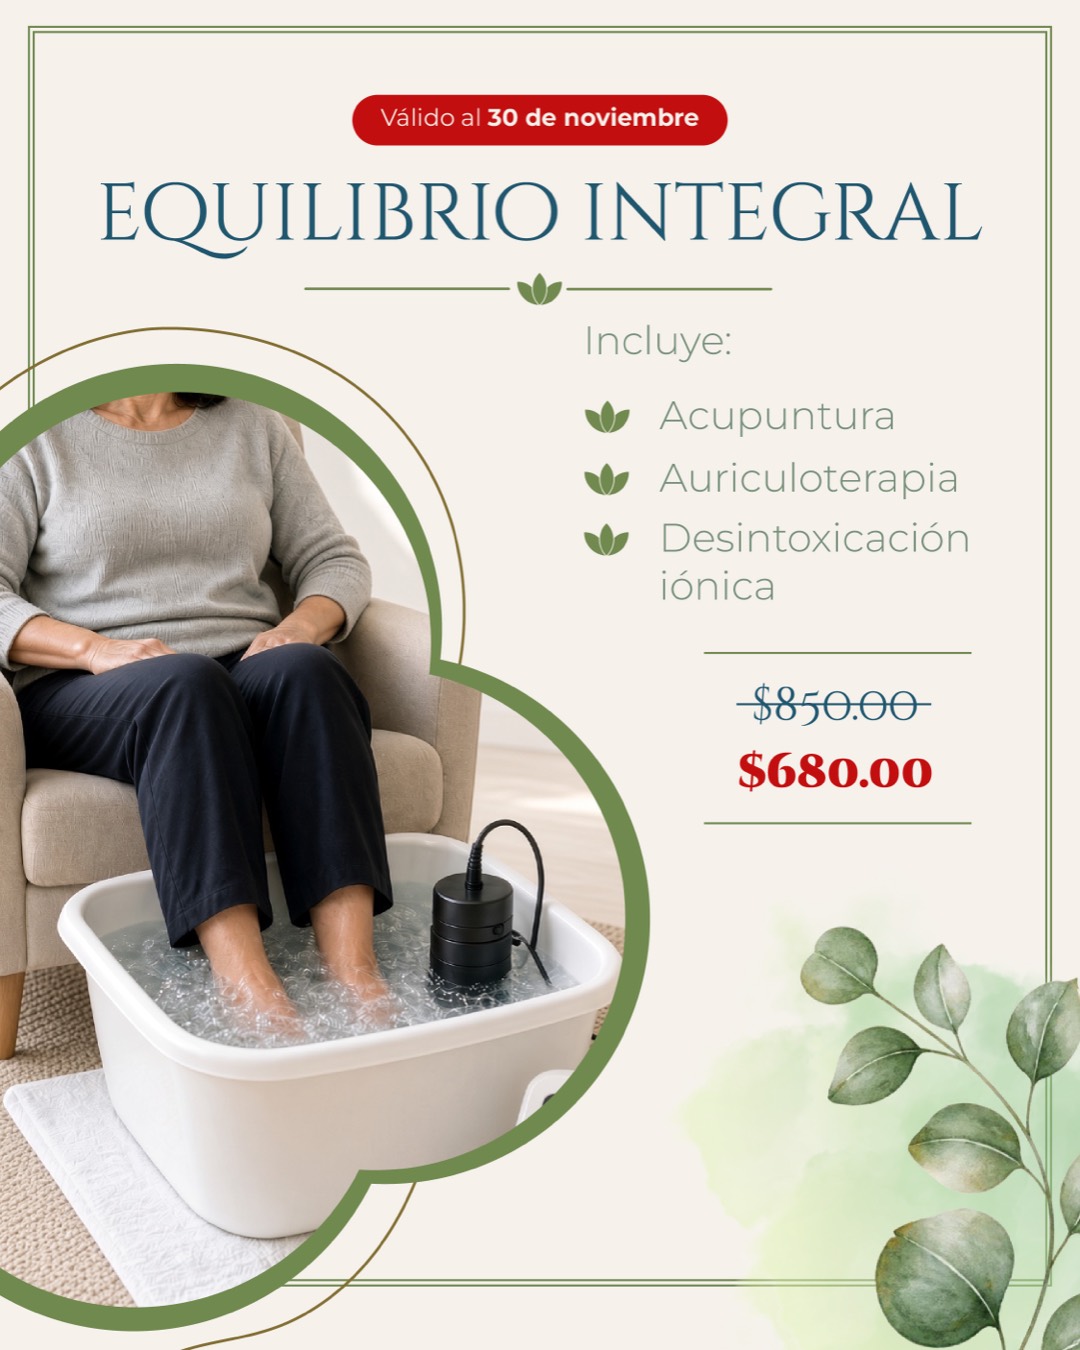 Válido al 30 de noviembre
EQUILIBRIO INTEGRAL
Incluye:
Acupuntura
Auriculoterapia
Desintoxicación
iónica
$850.00
$680.00